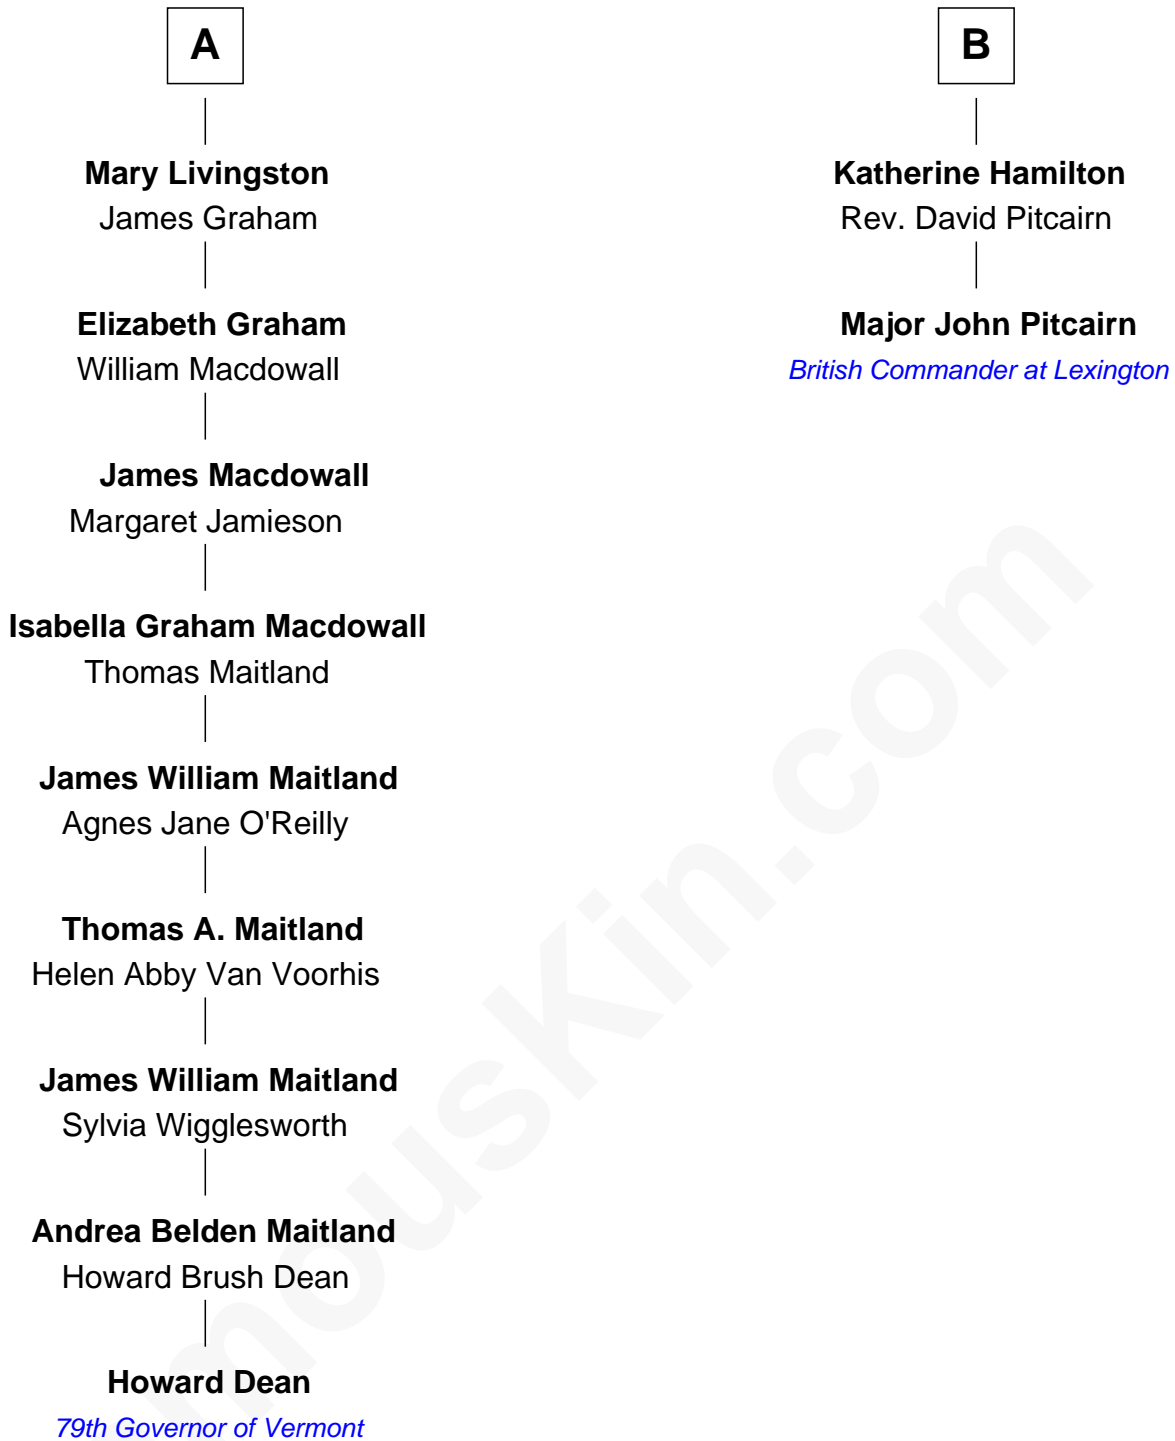 A
Mary Livingston
James Graham
Elizabeth Graham
William Macdowall
James Macdowall
Margaret Jamieson
Isabella Graham Macdowall
Thomas Maitland
James William Maitland
Agnes Jane O'Reilly
Thomas A. Maitland
Helen Abby Van Voorhis
James William Maitland
Sylvia Wigglesworth
Andrea Belden Maitland
Howard Brush Dean
Howard Dean
79th Governor of Vermont
B
Katherine Hamilton
Rev. David Pitcairn
Major John Pitcairn
British Commander at Lexington
mouskin.com